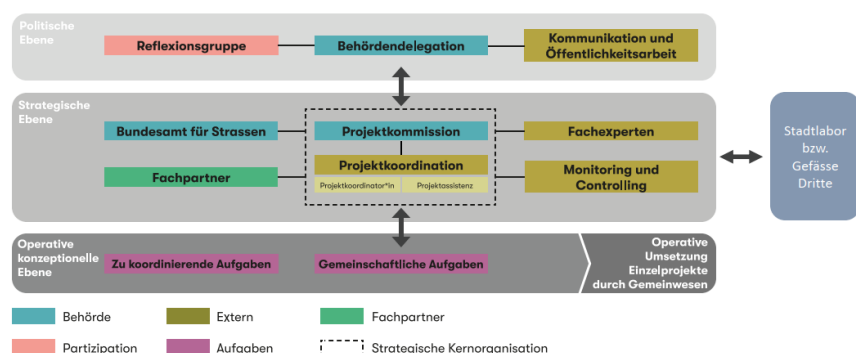 Politische
Ebene
Reflexionsgruppe
Behördendelegation
Kommunikation und
Öffentlichkeitsarbeit
Strategische
Ebene
Bundesamt für Strassen
Projektkommission
Fachexperten
Fachpartner
Projektkoordination
Projektkoordinator*in
Projektassistenz
Monitoring und
Controlling
Stadtlabor
bzw.
Gefässe
Dritte
Operative
konzeptionelle
Ebene
Zu koordinierende Aufgaben
Gemeinschaftliche Aufgaben
Operative
Umsetzung
Einzelprojekte
durch Gemeinwesen
Behörde
Extern
Fachpartner
Partizipation
Aufgaben
Strategische Kernorganisation